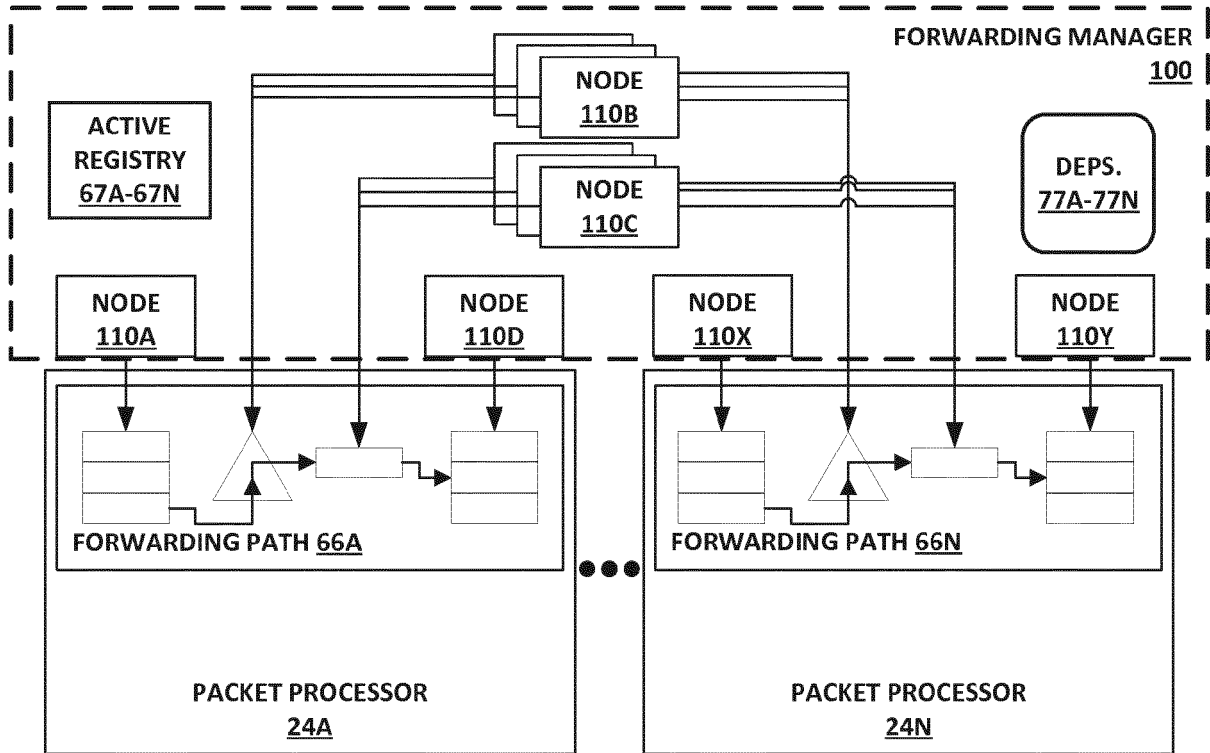 FORWARDING MANAGER
100
NODE
110B
ACTIVE
REGISTRY
67A-67N
DEPS.
77A-77N
NODE
110C
NODE
110A
NODE
110D
NODE
110X
NODE
110Y
FORWARDING PATH 66A
FORWARDING PATH 66N
PACKET PROCESSOR
24A
PACKET PROCESSOR
24N